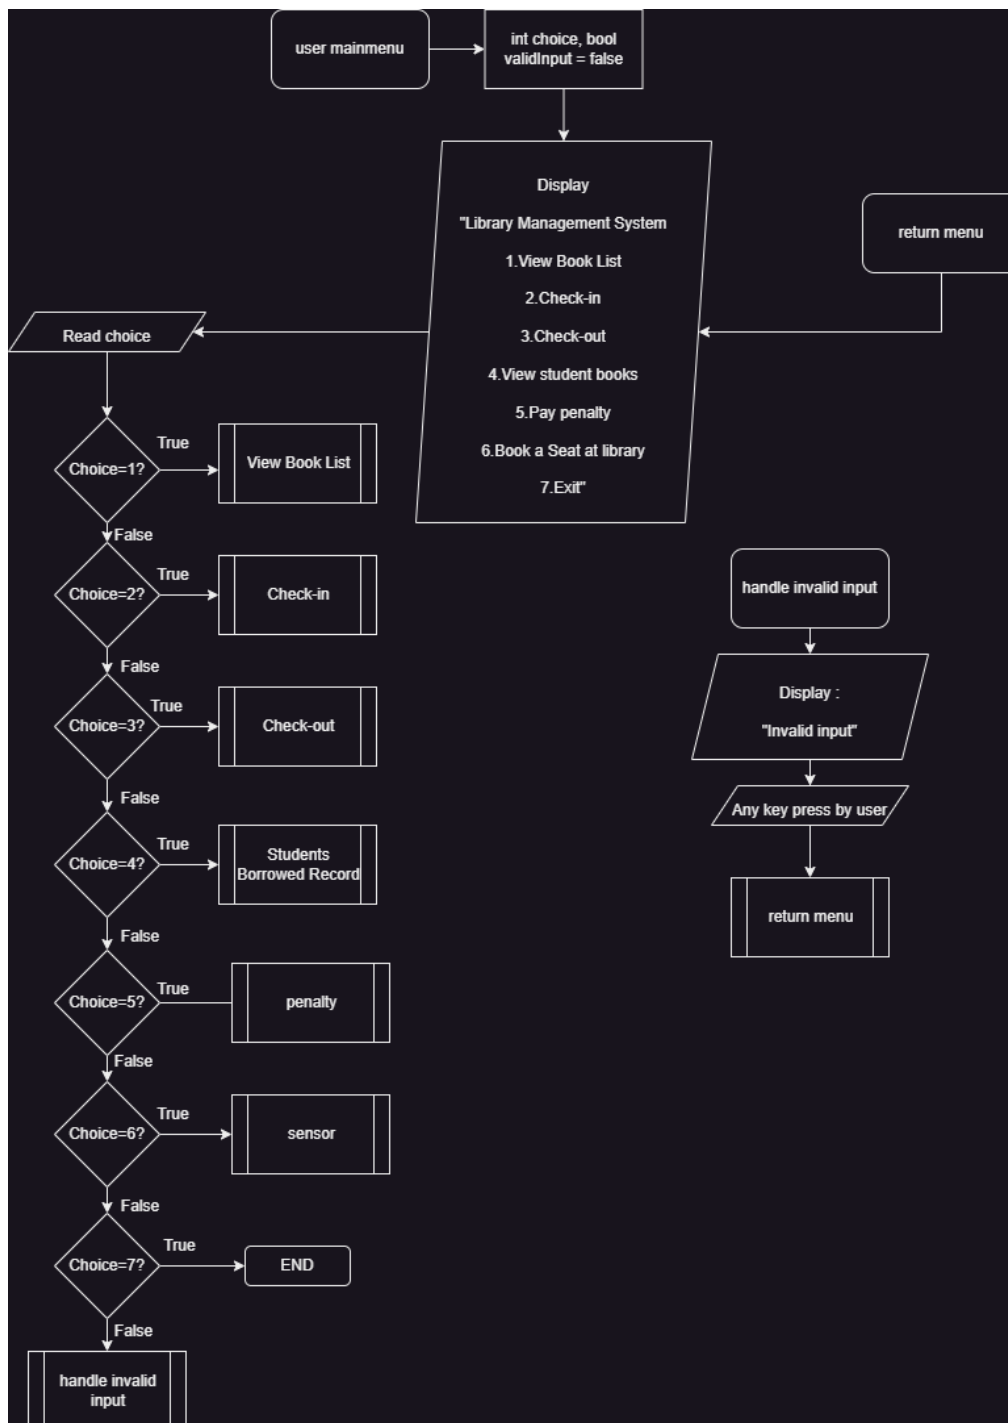 user mainmenu
int choice, bool
validInput = false
Display
"Library Management System
1.View Book List
2.Check-in
3.Check-out
4.View student books
5.Pay penalty
6.Book a Seat at library
7.Exit"
return menu
Read choice
Choice=1?
True
View Book List
False
Choice=2?
True
Check-in
False
Choice=3?
True
Check-out
False
Choice=4?
True
Students
Borrowed Record
False
Choice=5?
True
penalty
False
Choice=6?
True
sensor
False
Choice=7?
True
END
False
handle invalid
input
handle invalid input
Display :
"Invalid input"
Any key press by user
return menu